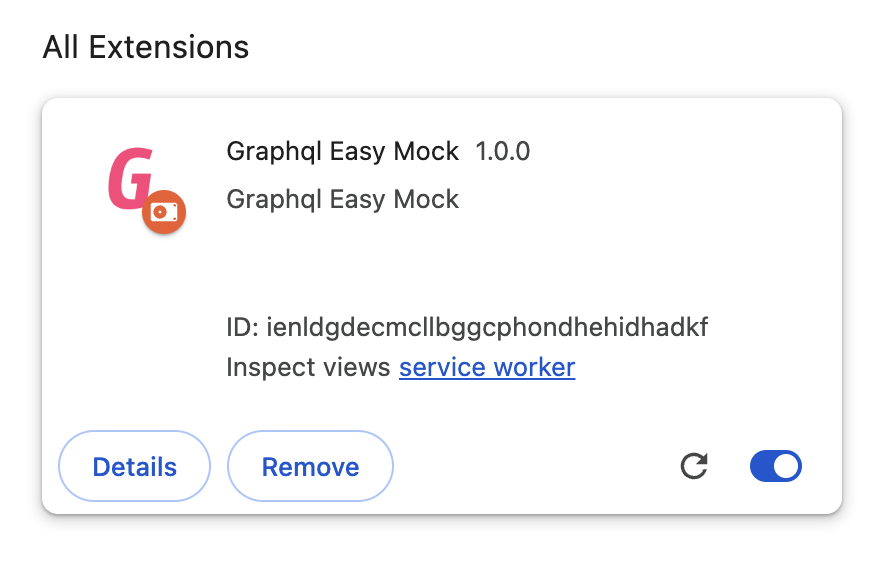 All Extensions
G
Graphql Easy Mock 1.0.0
Graphql Easy Mock
ID: ienldgdecmcllbggcphondhehidhadkf
Inspect views service worker
Details Remove